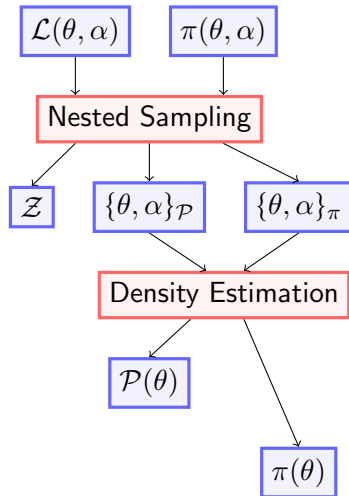 ℒ(θ, α) π(θ, α)
Nested Sampling
𝒵 {θ, α}_𝒫 {θ, α}_π
Density Estimation
𝒫(θ)
π(θ)